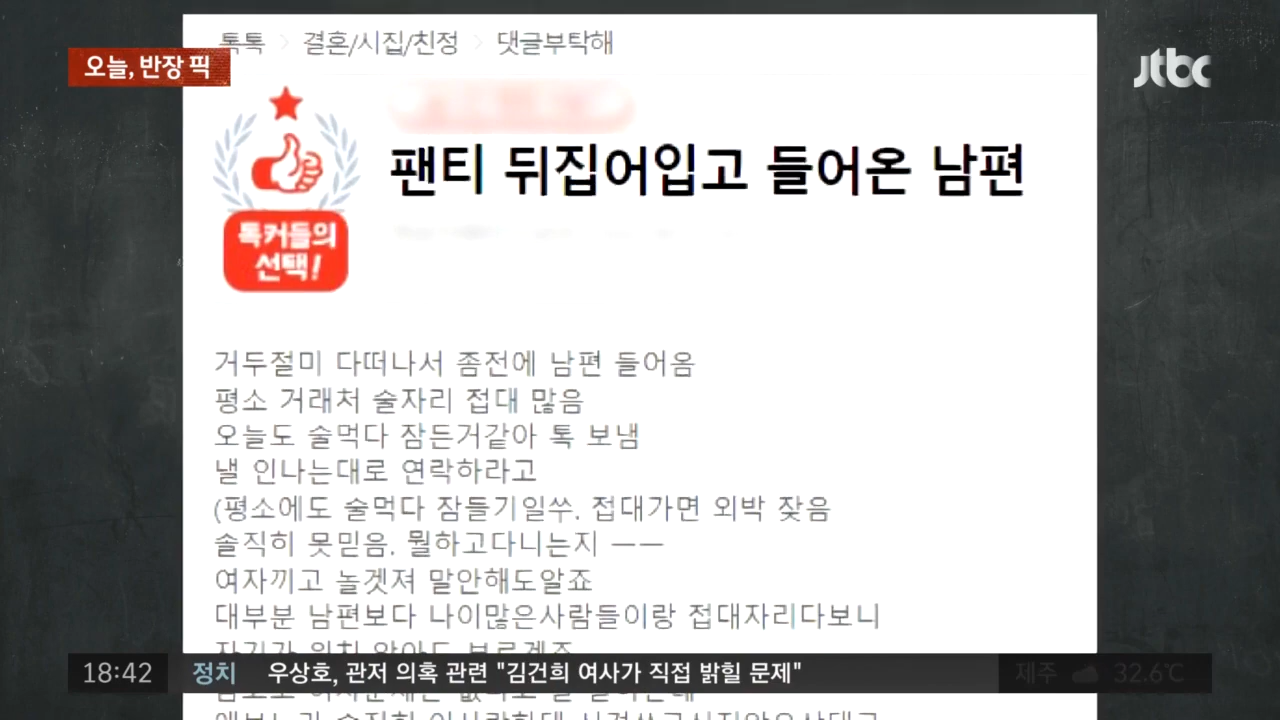 톡톡 > 결혼/시집/친정 > 댓글부탁해
오늘, 반장 픽
jtbc
팬티 뒤집어입고 들어온 남편
톡커들의
선택!
거두절미 다떠나서 좀전에 남편 들어옴
평소 거래처 술자리 접대 많음
오늘도 술먹다 잠든거같아 톡 보냄
낼 인나는대로 연락하라고
(평소에도 술먹다 잠들기일쑤. 접대가면 외박 잦음
솔직히 못믿음. 뭘하고다니는지 ㅡㅡ
여자끼고 놀겟져 말안해도알죠
대부분 남편보다 나이많은사람들이랑 접대자리다보니
18:42 정치 우상호, 관저 의혹 관련 "김건희 여사가 직접 밝힐 문제" 제주 32.6℃